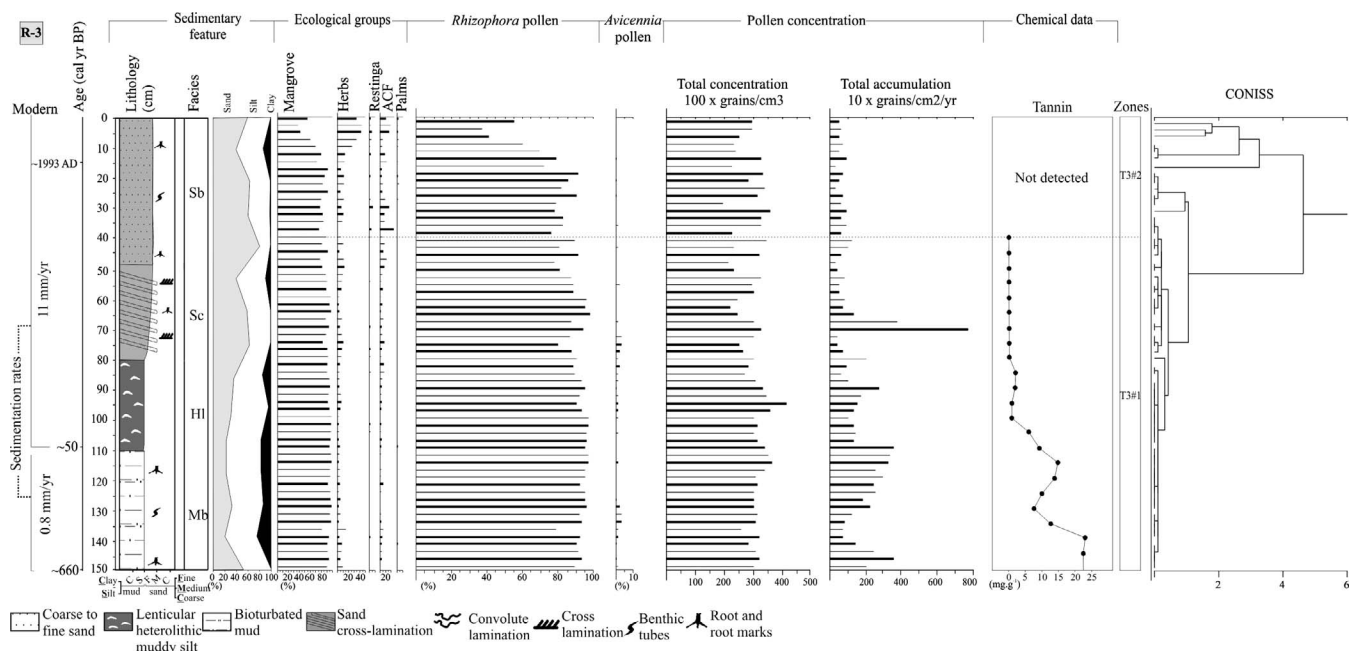 R-3
Sedimentary
feature
Ecological groups
Rhizophora pollen
Avicennia
pollen
Pollen concentration
Chemical data
Modern
Age (cal yr BP)
Lithology
(cm)
Facies
Sand
Silt
Clay
Mangrove
Herbs
Restinga
ACF
Palms
Total concentration
100 x grains/cm3
Total accumulation
10 x grains/cm2/yr
Tannin
Zones
CONISS
~1993 AD
~50
~660
Sedimentation rates
11 mm/yr
0.8 mm/yr
0
10
20
30
40
50
60
70
80
90
100
110
120
130
140
150
Sb
Sc
Hl
Mb
Not detected
T3#2
T3#1
Clay
Silt
mud
sand
Fine
Medium
Coarse
0 20 40 60 80 100
(%)
20 40 60 80
(%)
20 40
20
0 20 40 60 80 100
(%)
0 10
(%)
0 100 200 300 400 500
0 200 400 600 800
0 5 10 15 20 25
(mg.g-1
0 2 4 6
Coarse to
fine sand
Lenticular
heterolithic
muddy silt
Bioturbated
mud
Sand
cross-lamination
Convolute
lamination
Cross
lamination
Benthic
tubes
Root and
root marks